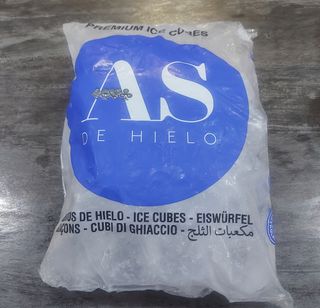 PREMIUM ICE CUBES
AS
DE HIELO
DE HIELO - ICE CUBES - EISWÜRFEL
- CUBI DI GHIACCIO - مكعبات الثلج